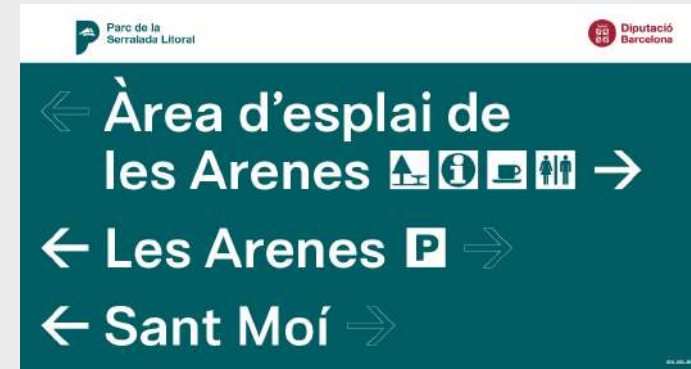 Parc de la
Serralada Litoral
Diputació
Barcelona
Àrea d'esplai de
les Arenes
Les Arenes P
Sant Moí